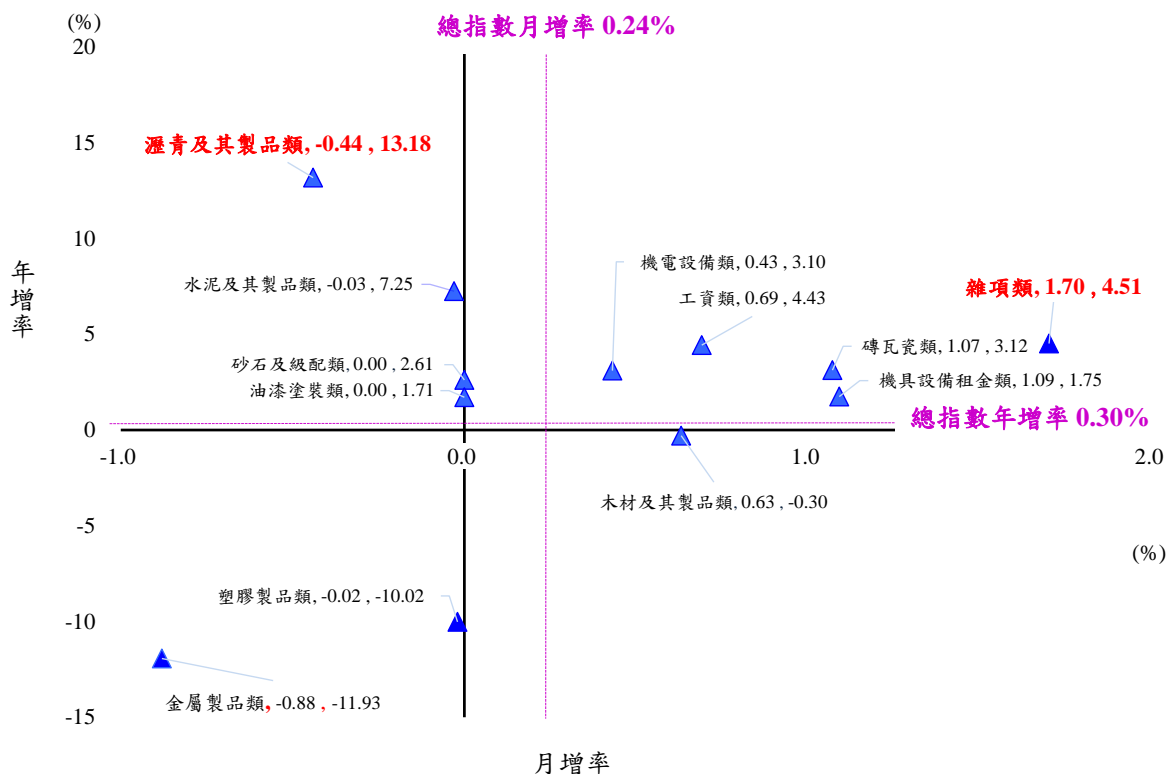 (%)
總指數月增率 0.24%
20
15
瀝青及其製品類, -0.44 , 13.18
10
年增率
水泥及其製品類, -0.03 , 7.25
機電設備類, 0.43 , 3.10
工資類, 0.69 , 4.43
雜項類, 1.70 , 4.51
5
砂石及級配類, 0.00 , 2.61
油漆塗裝類, 0.00 , 1.71
磚瓦瓷類, 1.07 , 3.12
機具設備租金類, 1.09 , 1.75
總指數年增率 0.30%
0
-1.0 0.0 1.0 2.0
木材及其製品類, 0.63 , -0.30
-5
(%)
塑膠製品類, -0.02 , -10.02
-10
金屬製品類, -0.88 , -11.93
-15
月增率